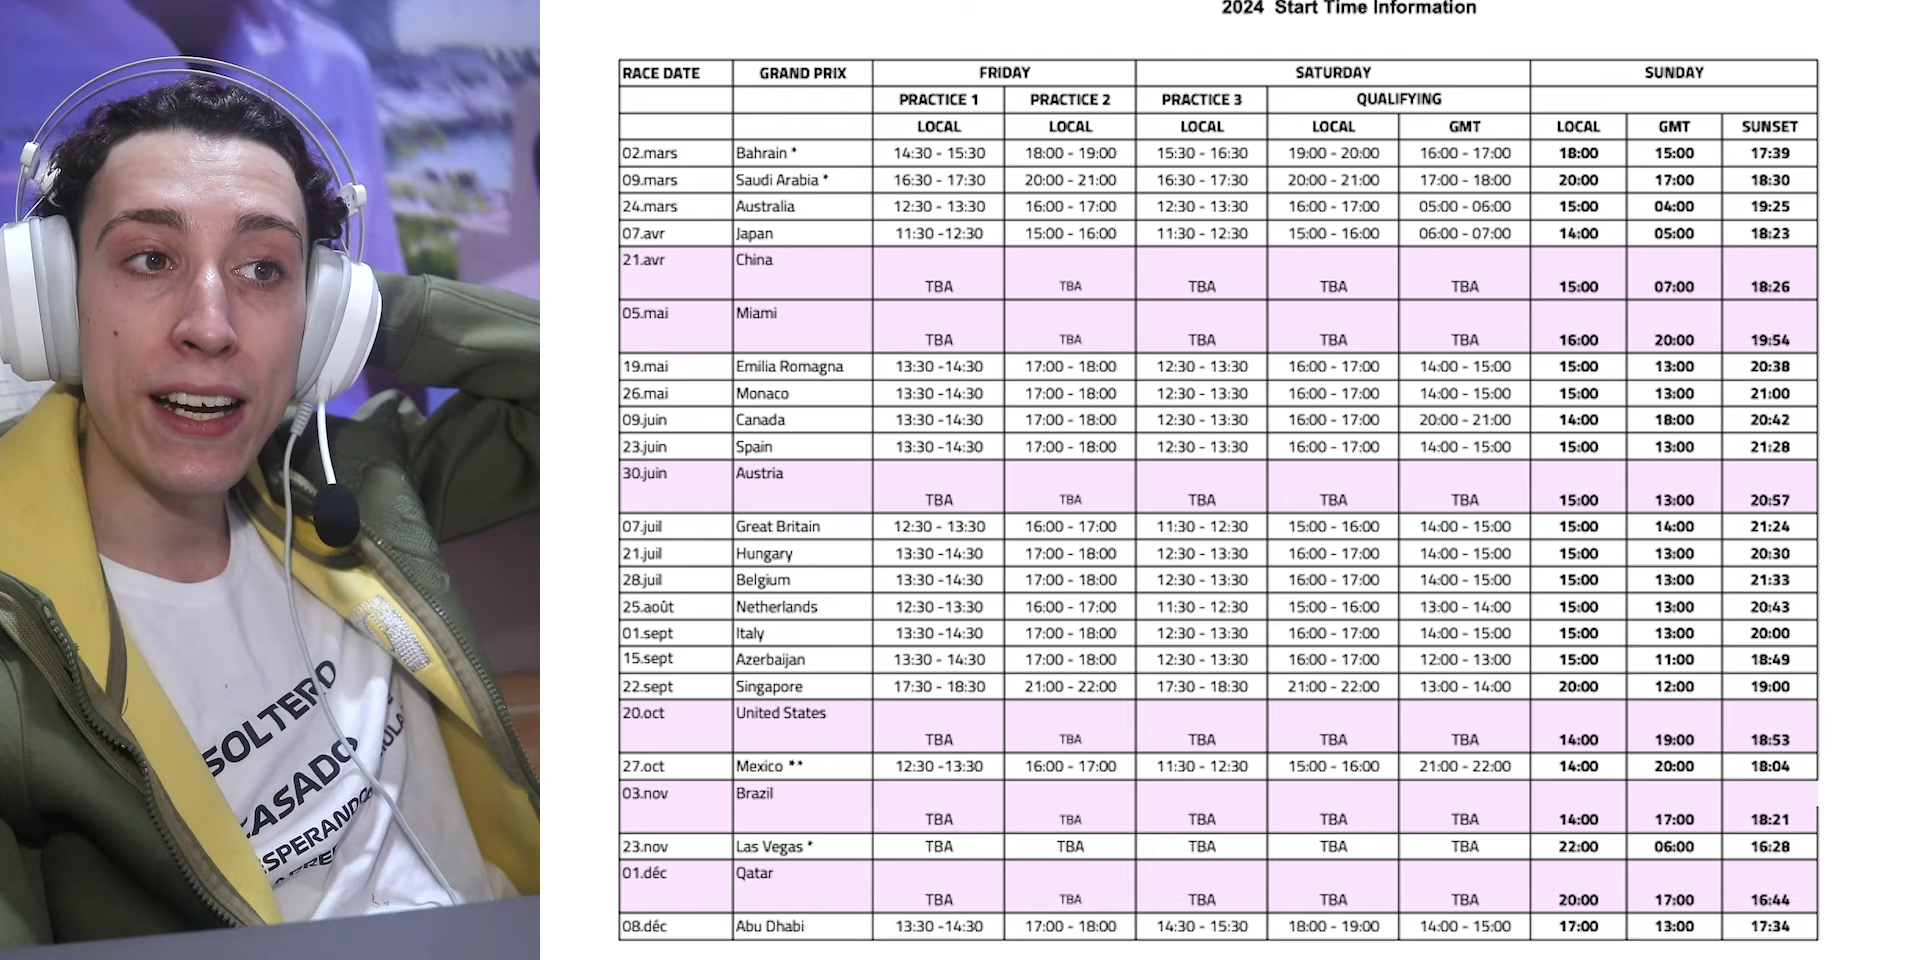 2024 Start Time Information
RACE DATE GRAND PRIX FRIDAY SATURDAY SUNDAY
PRACTICE 1 PRACTICE 2 PRACTICE 3 QUALIFYING
LOCAL LOCAL LOCAL LOCAL GMT LOCAL GMT SUNSET
02.mars Bahrain * 14:30 - 15:30 18:00 - 19:00 15:30 - 16:30 19:00 - 20:00 16:00 - 17:00 18:00 15:00 17:39
09.mars Saudi Arabia * 16:30 - 17:30 20:00 - 21:00 16:30 - 17:30 20:00 - 21:00 17:00 - 18:00 20:00 17:00 18:30
24.mars Australia 12:30 - 13:30 16:00 - 17:00 12:30 - 13:30 16:00 - 17:00 05:00 - 06:00 15:00 04:00 19:25
07.avr Japan 11:30 -12:30 15:00 - 16:00 11:30 - 12:30 15:00 - 16:00 06:00 - 07:00 14:00 05:00 18:23
21.avr China TBA TBA TBA TBA TBA 15:00 07:00 18:26
05.mai Miami TBA TBA TBA TBA TBA 16:00 20:00 19:54
19.mai Emilia Romagna 13:30 -14:30 17:00 - 18:00 12:30 - 13:30 16:00 - 17:00 14:00 - 15:00 15:00 13:00 20:38
26.mai Monaco 13:30 -14:30 17:00 - 18:00 12:30 - 13:30 16:00 - 17:00 14:00 - 15:00 15:00 13:00 21:00
09.juin Canada 13:30 -14:30 17:00 - 18:00 12:30 - 13:30 16:00 - 17:00 20:00 - 21:00 14:00 18:00 20:42
23.juin Spain 13:30 -14:30 17:00 - 18:00 12:30 - 13:30 16:00 - 17:00 14:00 - 15:00 15:00 13:00 21:28
30.juin Austria TBA TBA TBA TBA TBA 15:00 13:00 20:57
07.juil Great Britain 12:30 - 13:30 16:00 - 17:00 11:30 - 12:30 15:00 - 16:00 14:00 - 15:00 15:00 14:00 21:24
21.juil Hungary 13:30 -14:30 17:00 - 18:00 12:30 - 13:30 16:00 - 17:00 14:00 - 15:00 15:00 13:00 20:30
28.juil Belgium 13:30 -14:30 17:00 - 18:00 12:30 - 13:30 16:00 - 17:00 14:00 - 15:00 15:00 13:00 21:33
25.août Netherlands 12:30 -13:30 16:00 - 17:00 11:30 - 12:30 15:00 - 16:00 13:00 - 14:00 15:00 13:00 20:43
01.sept Italy 13:30 -14:30 17:00 - 18:00 12:30 - 13:30 16:00 - 17:00 14:00 - 15:00 15:00 13:00 20:00
15.sept Azerbaijan 13:30 - 14:30 17:00 - 18:00 12:30 - 13:30 16:00 - 17:00 12:00 - 13:00 15:00 11:00 18:49
22.sept Singapore 17:30 - 18:30 21:00 - 22:00 17:30 - 18:30 21:00 - 22:00 13:00 - 14:00 20:00 12:00 19:00
20.oct United States TBA TBA TBA TBA TBA 14:00 19:00 18:53
27.oct Mexico ** 12:30 -13:30 16:00 - 17:00 11:30 - 12:30 15:00 - 16:00 21:00 - 22:00 14:00 20:00 18:04
03.nov Brazil TBA TBA TBA TBA TBA 14:00 17:00 18:21
23.nov Las Vegas * TBA TBA TBA TBA TBA 22:00 06:00 16:28
01.déc Qatar TBA TBA TBA TBA TBA 20:00 17:00 16:44
08.déc Abu Dhabi 13:30 -14:30 17:00 - 18:00 14:30 - 15:30 18:00 - 19:00 14:00 - 15:00 17:00 13:00 17:34
SOLTERO
CASADO
ESPERANDO